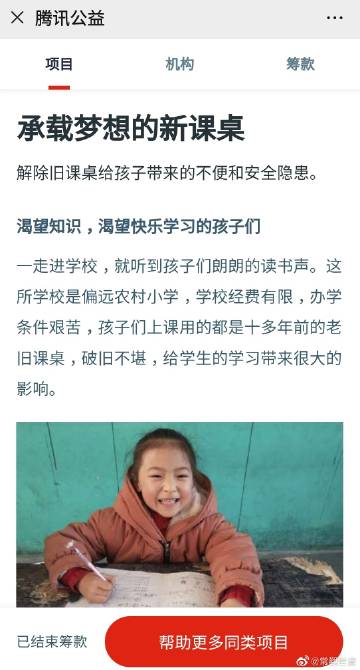 腾讯公益
项目 机构 筹款
承载梦想的新课桌
解除旧课桌给孩子带来的不便和安全隐患。
渴望知识，渴望快乐学习的孩子们
一走进学校，就听到孩子们朗朗的读书声。这
所学校是偏远农村小学，学校经费有限，办学
条件艰苦，孩子们上课用的都是十多年前的老
旧课桌，破旧不堪，给学生的学习带来很大的
影响。
已结束筹款
帮助更多同类项目